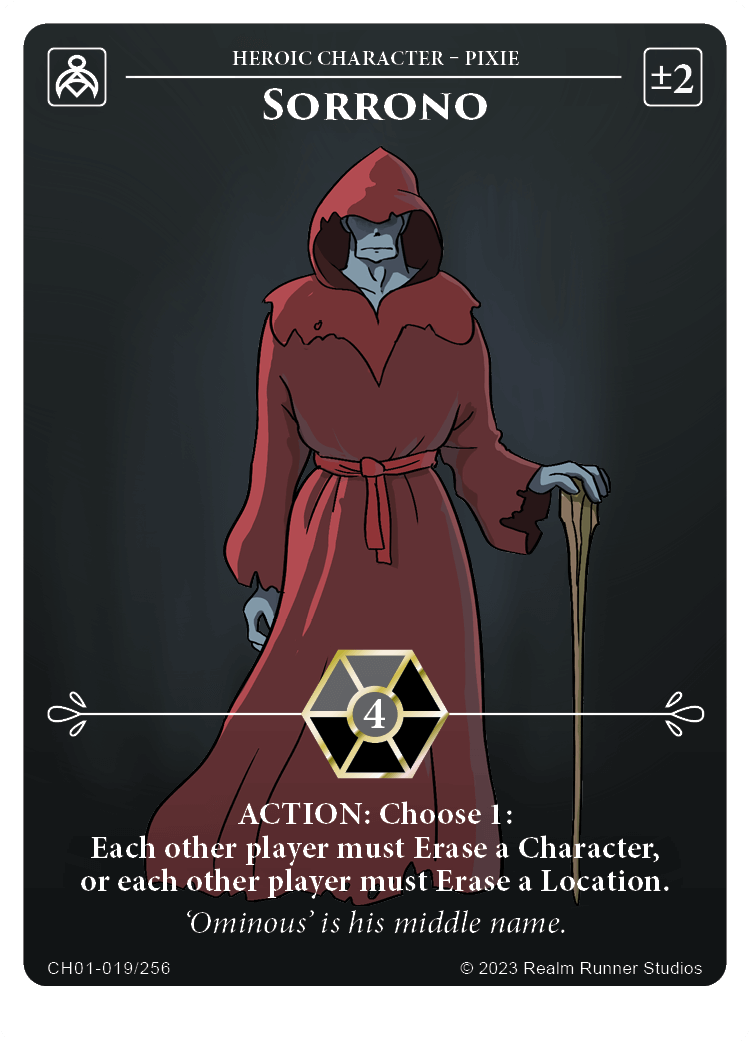 HEROIC CHARACTER – PIXIE
±2
SORRONO
4
ACTION: Choose 1:
Each other player must Erase a Character,
or each other player must Erase a Location.
‘Ominous’ is his middle name.
CH01-019/256
© 2023 Realm Runner Studios